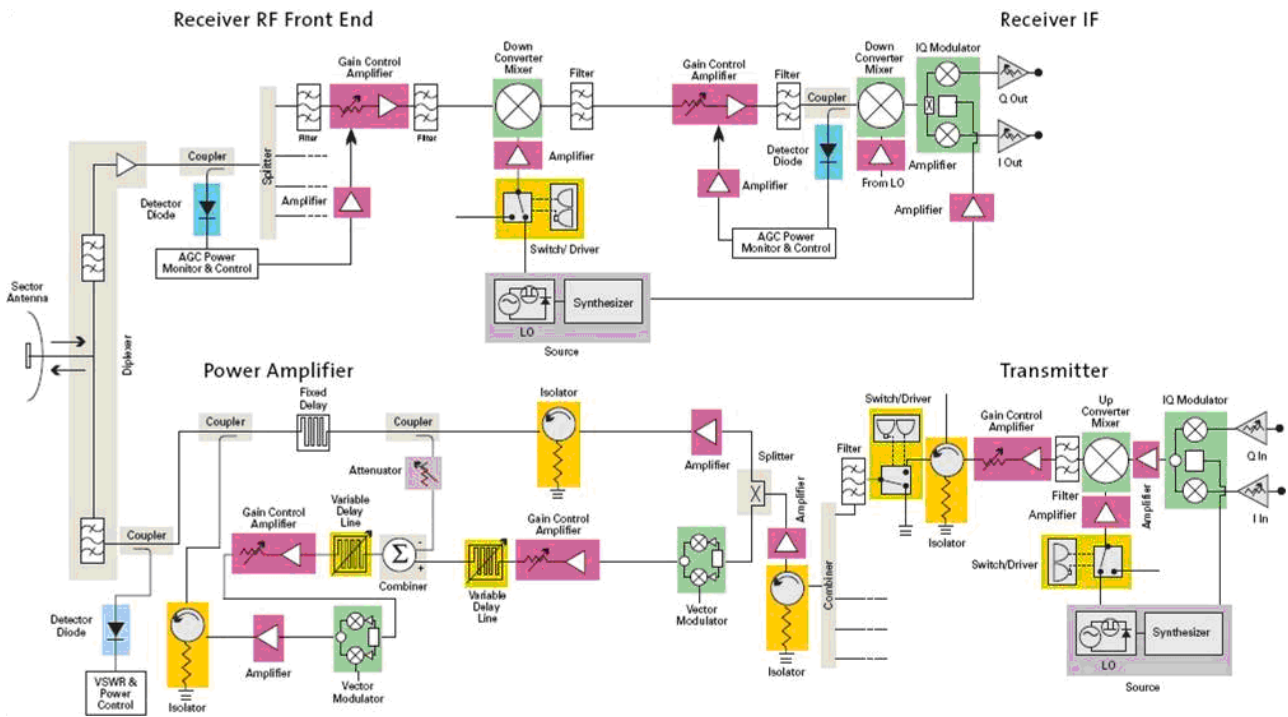 Receiver RF Front End
Receiver IF
Gain Control
Amplifier
Filter
Filter
Down
Converter
Mixer
Filter
Gain Control
Amplifier
Filter
Coupler
Down
Converter
Mixer
IQ Modulator
Q Out
I Out
Coupler
Splitter
Detector
Diode
Amplifier
AGC Power
Monitor & Control
Amplifier
Switch/ Driver
LO
Synthesizer
Source
Amplifier
Detector
Diode
AGC Power
Monitor & Control
Amplifier
From LO
Amplifier
Sector
Antenna
Diplexer
Power Amplifier
Transmitter
Coupler
Fixed
Delay
Coupler
Attenuator
Isolator
Amplifier
Splitter
Amplifier
Filter
Switch/Driver
Isolator
Gain Control
Amplifier
Filter
Up
Converter
Mixer
Amplifier
Amplifier
IQ Modulator
Q In
I In
Coupler
Gain Control
Amplifier
Variable
Delay
Line
Σ
-
+
Combiner
Variable
Delay
Line
Gain Control
Amplifier
Vector
Modulator
Isolator
Combiner
Switch/Driver
LO
Synthesizer
Source
Detector
Diode
VSWR &
Power
Control
Isolator
Amplifier
Vector
Modulator